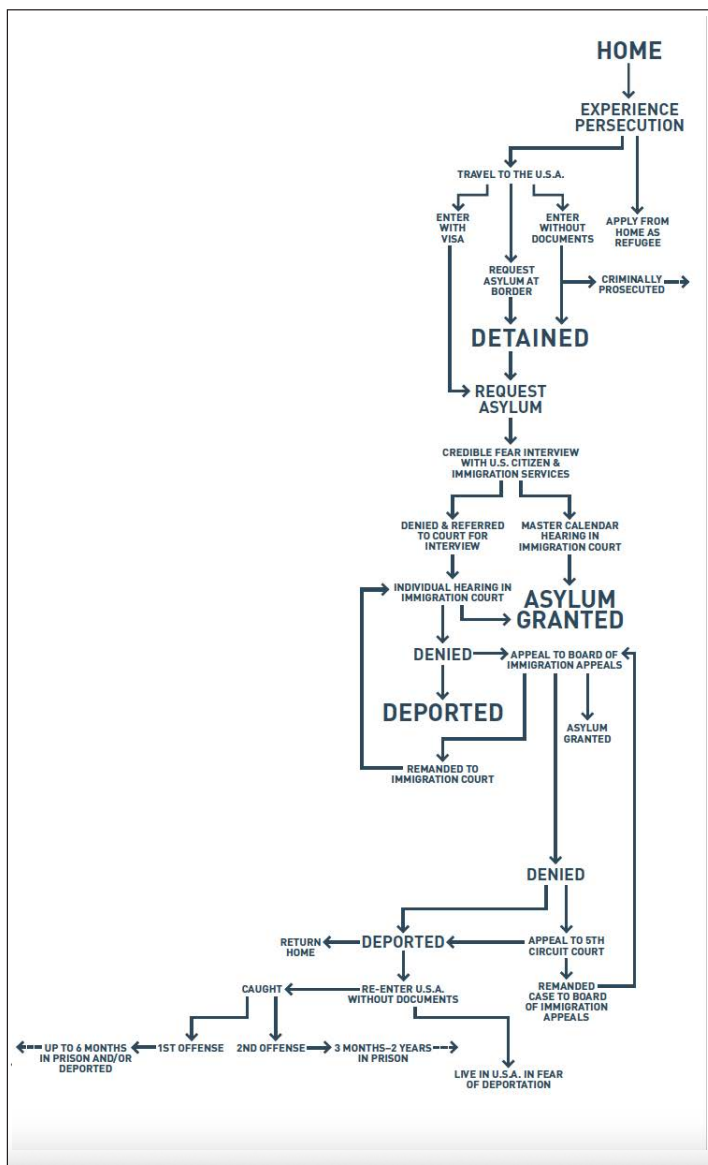 HOME
EXPERIENCE
PERSECUTION
TRAVEL TO THE U.S.A.
ENTER
WITH
VISA
ENTER
WITHOUT
DOCUMENTS
APPLY FROM
HOME AS
REFUGEE
REQUEST
ASYLUM AT
BORDER
CRIMINALLY
PROSECUTED
DETAINED
REQUEST
ASYLUM
CREDIBLE FEAR INTERVIEW
WITH U.S. CITIZEN &
IMMIGRATION SERVICES
DENIED & REFERRED
TO COURT FOR
INTERVIEW
MASTER CALENDAR
HEARING IN
IMMIGRATION COURT
INDIVIDUAL HEARING IN
IMMIGRATION COURT
ASYLUM
GRANTED
DENIED
APPEAL TO BOARD OF
IMMIGRATION APPEALS
DEPORTED
ASYLUM
GRANTED
REMANDED TO
IMMIGRATION COURT
DENIED
RETURN
HOME
DEPORTED
APPEAL TO 5TH
CIRCUIT COURT
CAUGHT
RE-ENTER U.S.A.
WITHOUT DOCUMENTS
REMANDED
CASE TO BOARD
OF IMMIGRATION
APPEALS
UP TO 6 MONTHS
IN PRISON AND/OR
DEPORTED
1ST OFFENSE
2ND OFFENSE
3 MONTHS–2 YEARS
IN PRISON
LIVE IN U.S.A. IN FEAR
OF DEPORTATION